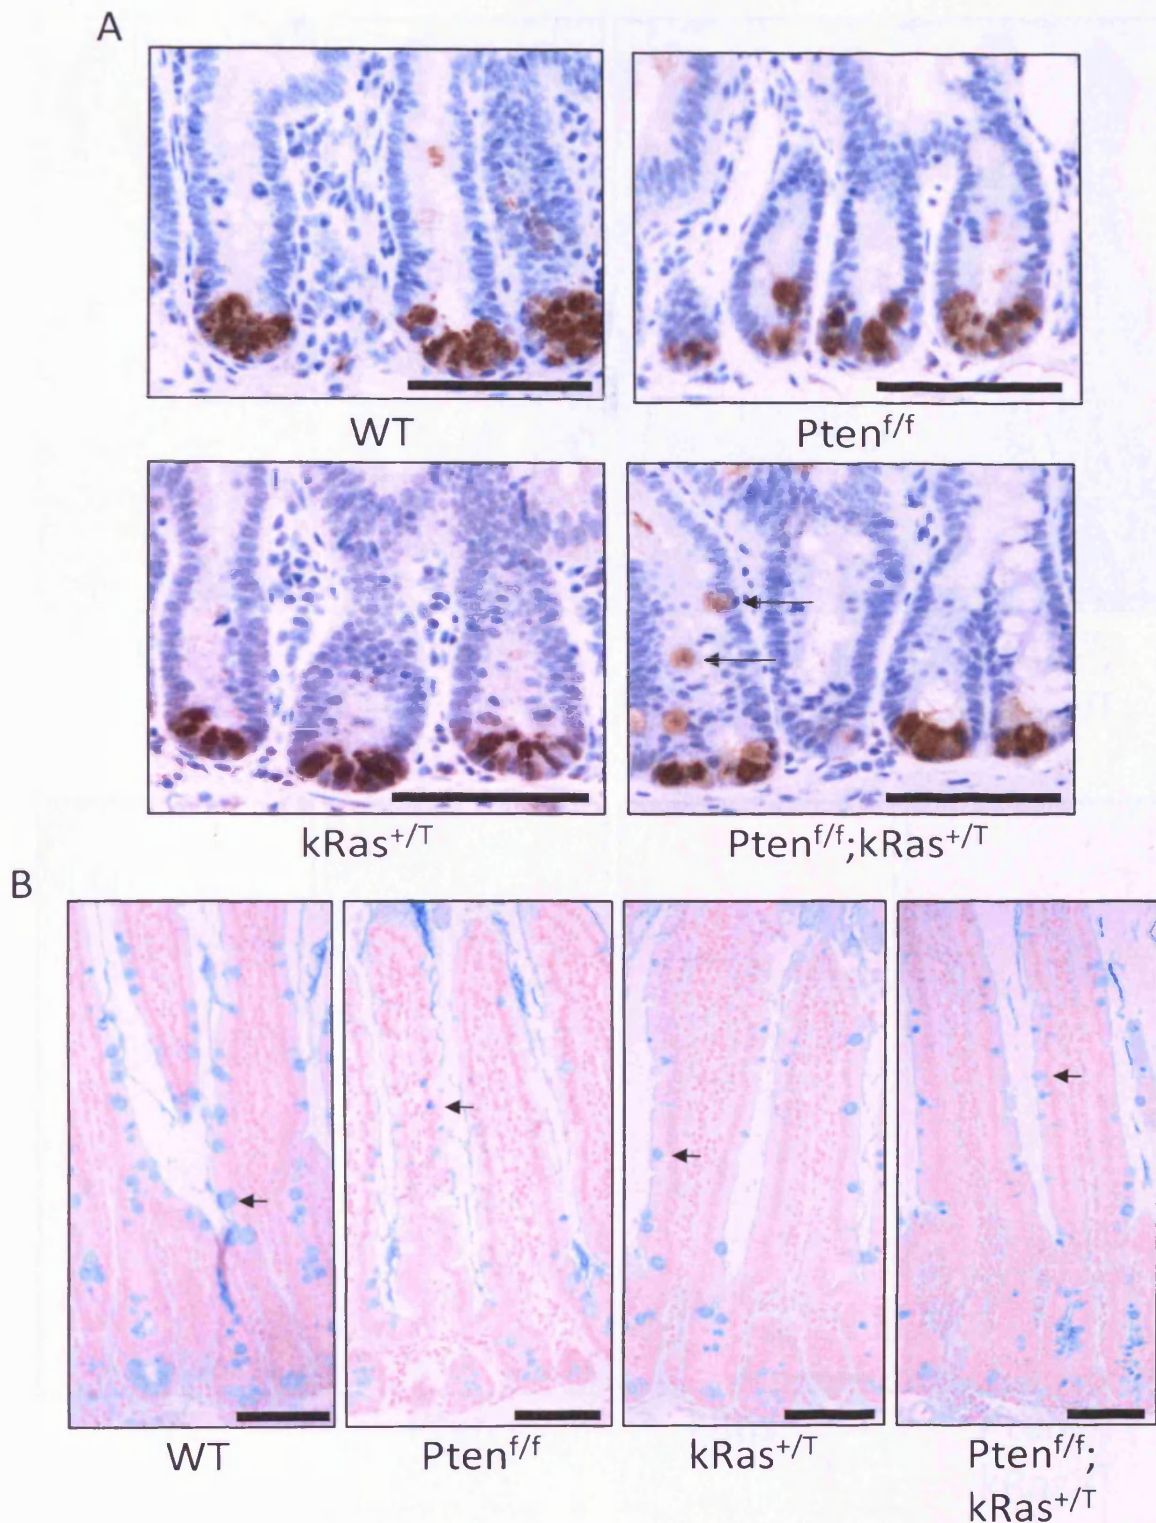 A
WT
Pten^f/f
kRas^+/T
Pten^f/f;kRas^+/T
B
WT
Pten^f/f
kRas^+/T
Pten^f/f;
kRas^+/T